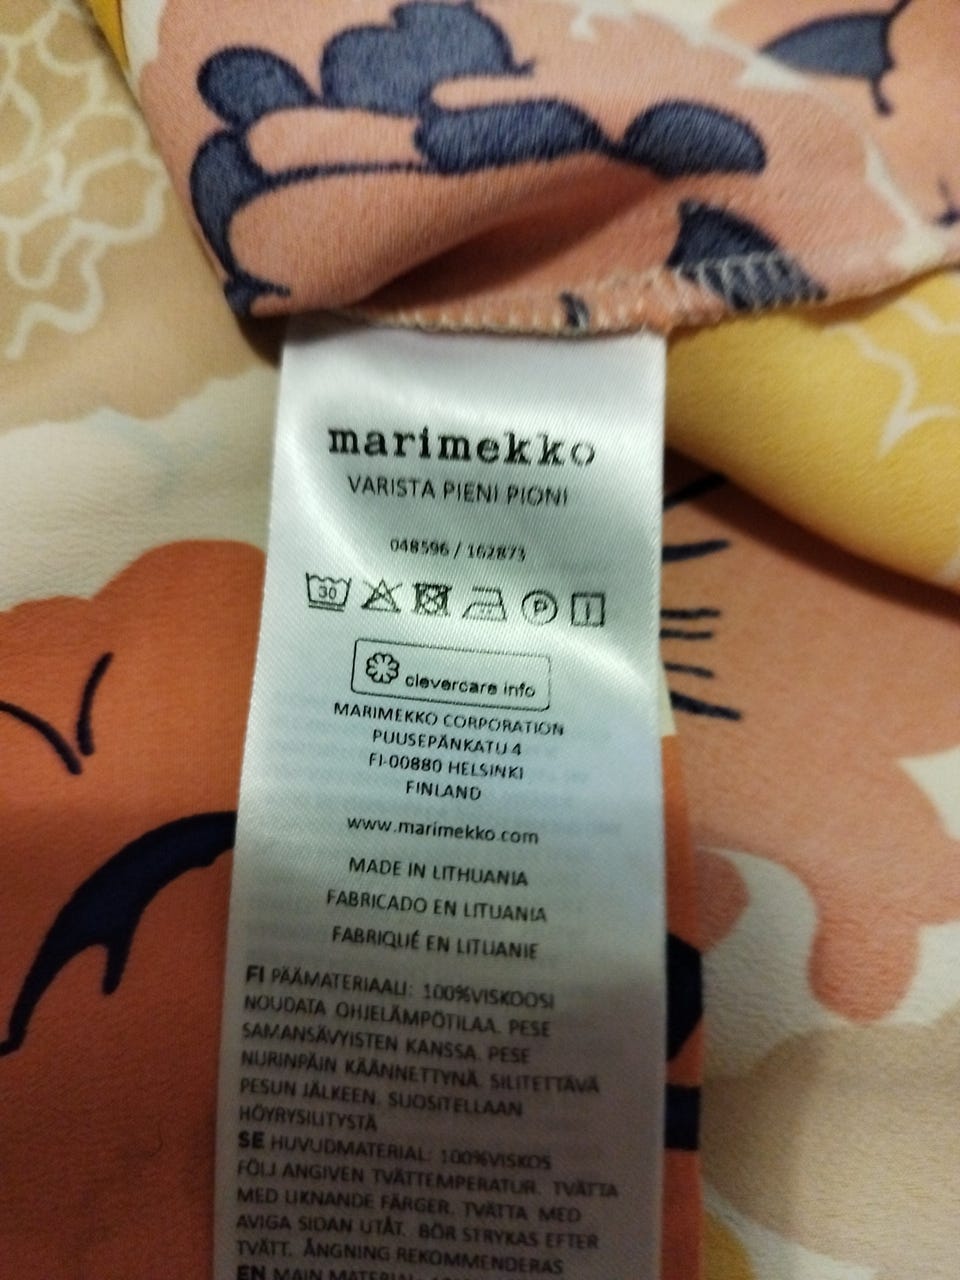 marimekko
VARISTA PIENI PIONI
048596 / 162873
30 P I
clevercare info
MARIMEKKO CORPORATION
PUUSEPÄNKATU 4
FI-00880 HELSINKI
FINLAND
www.marimekko.com
MADE IN LITHUANIA
FABRICADO EN LITUANIA
FABRIQUÉ EN LITUANIE
FI PÄÄMATERIAALI: 100%VISKOOSI
NOUDATA OHJELÄMPÖTILAA. PESE
SAMANSÄVYISTEN KANSSA. PESE
NURINPÄIN KÄÄNNETTYNÄ. SILITETTÄVÄ
PESUN JÄLKEEN. SUOSITELLAAN
HÖYRYSILITYSTÄ
SE HUVUDMATERIAL: 100%VISKOS
FÖLJ ANGIVEN TVÄTTEMPERATUR. TVÄTTA
MED LIKNANDE FÄRGER. TVÄTTA MED
AVIGA SIDAN UTÅT. BÖR STRYKAS EFTER
TVÄTT. ÅNGNING REKOMMENDERAS
EN MAIN MATERIAL: